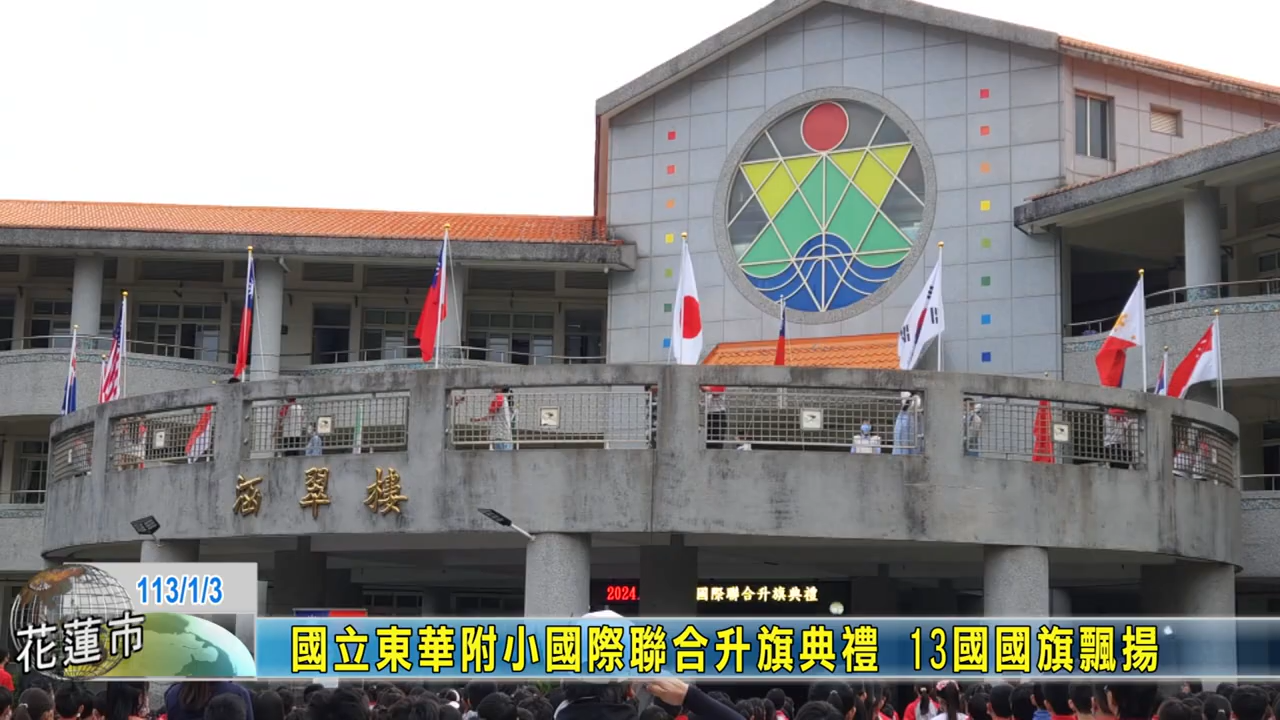 涵翠樓
2024.
國際聯合升旗典禮
113/1/3
花蓮市
國立東華附小國際聯合升旗典禮 13國國旗飄揚